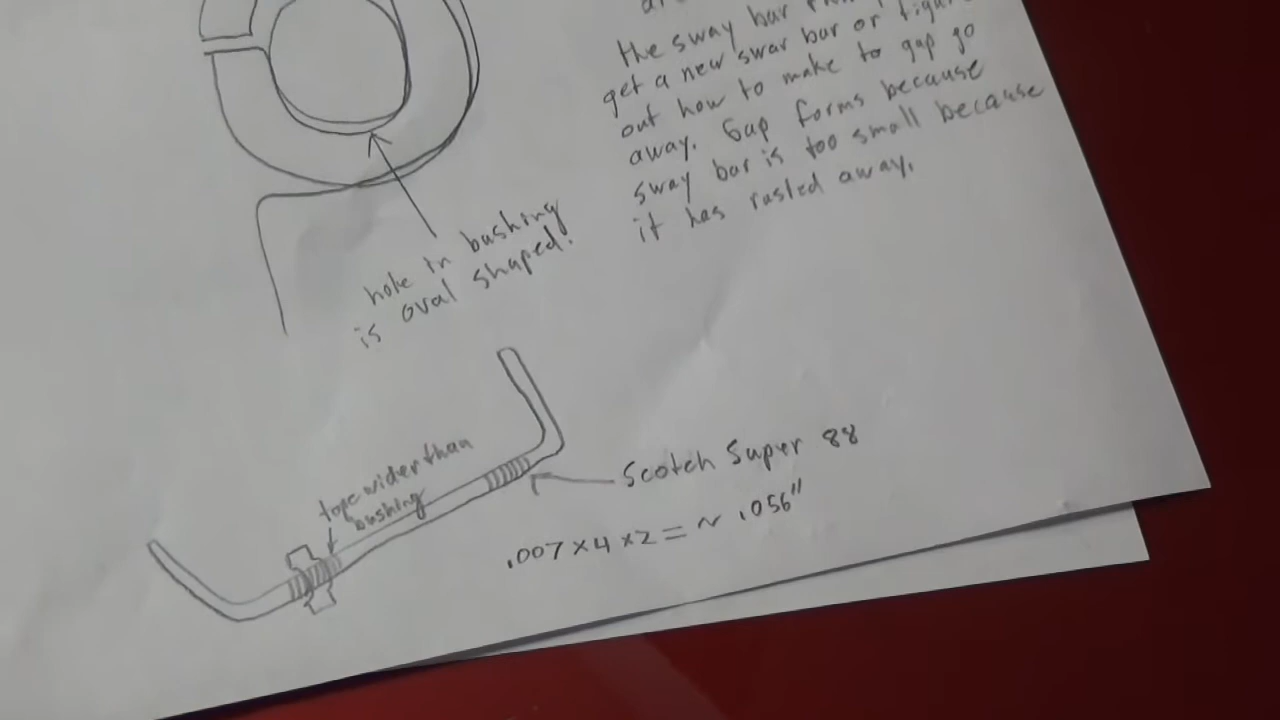 the sway bar
get a new swar bar or figure
out how to make to gap go
away. Gap forms because
sway bar is too small because
it has rusted away.
hole in bushing
is oval shaped.
tape wider than
bushing
Scotch Super 88
.007 x 4 x 2 = ~ .056"